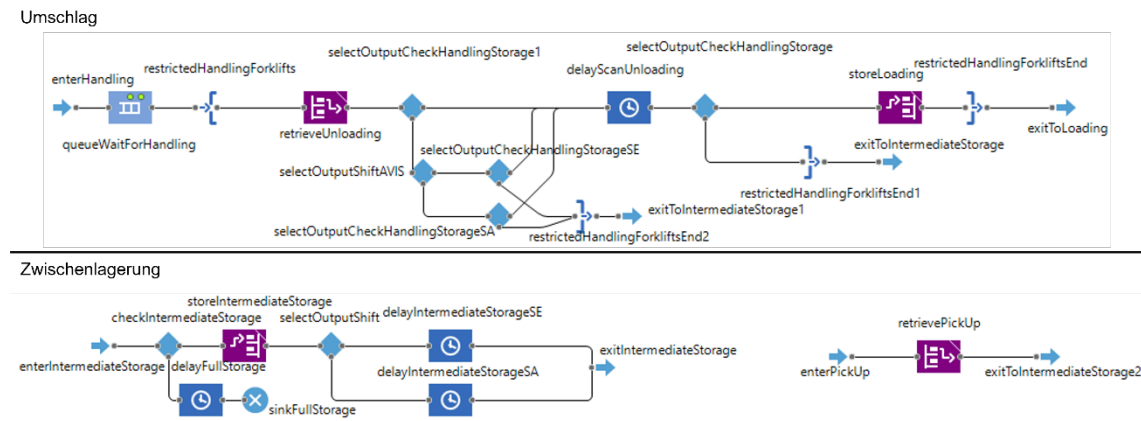 Umschlag
selectOutputCheckHandlingStorage1
selectOutputCheckHandlingStorage
enterHandling
restrictedHandlingForklifts
delayScanUnloading
storeLoading
restrictedHandlingForkliftsEnd
queueWaitForHandling
retrieveUnloading
exitToLoading
selectOutputCheckHandlingStorageSE
exitToIntermediateStorage
selectOutputShiftAVIS
restrictedHandlingForkliftsEnd1
exitToIntermediateStorage1
selectOutputCheckHandlingStorageSA
restrictedHandlingForkliftsEnd2
Zwischenlagerung
storeIntermediateStorage
checkIntermediateStorage
selectOutputShift
delayIntermediateStorageSE
retrievePickUp
exitIntermediateStorage
enterIntermediateStorage
delayFullStorage
delayIntermediateStorageSA
enterPickUp
exitToIntermediateStorage2
sinkFullStorage